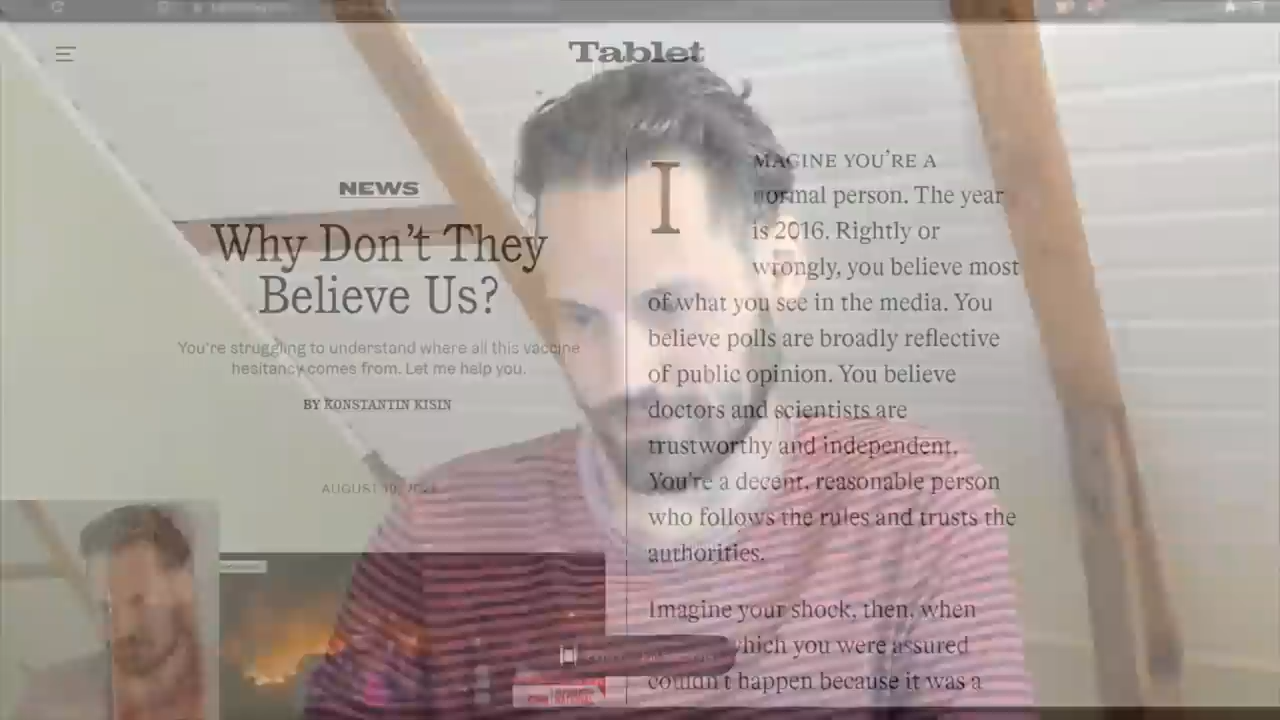 Tablet
NEWS
Why Don't They
Believe Us?
You're struggling to understand where all this vaccine
hesitancy comes from. Let me help you.
BY KONSTANTIN KISIN
AUGUST
IMAGINE YOU'RE A
normal person. The year
is 2016. Rightly or
wrongly, you believe most
of what you see in the media. You
believe polls are broadly reflective
of public opinion. You believe
doctors and scientists are
trustworthy and independent.
You're a decent, reasonable person
who follows the rules and trusts the
authorities.
Imagine your shock, then, when
which you were assured
couldn't happen because it was a